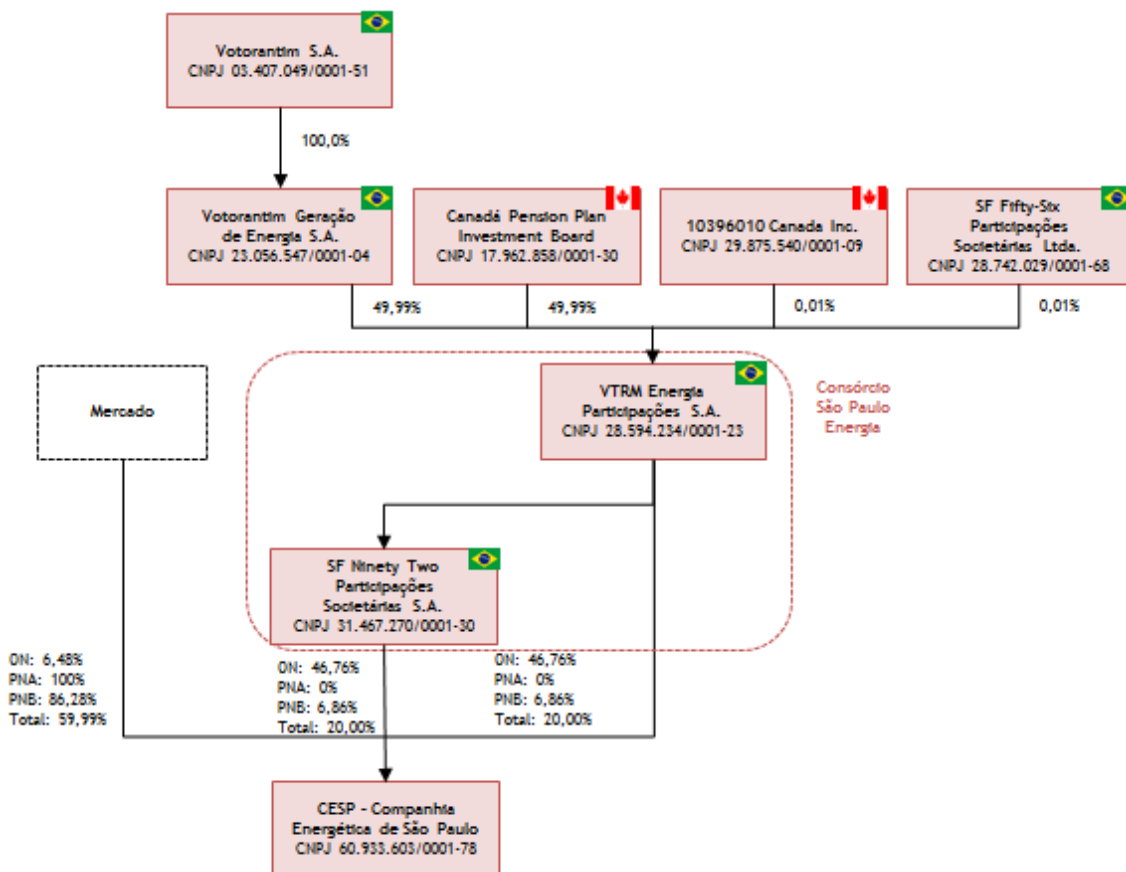 Votorantim S.A.
CNPJ 03.407.049/0001-51
100,0%
Votorantim Geração
de Energia S.A.
CNPJ 23.056.547/0001-04
Canadá Pension Plan
Investment Board
CNPJ 17.962.858/0001-30
10396010 Canada Inc.
CNPJ 29.875.540/0001-09
SF Fifty-Six
Participações
Societárias Ltda.
CNPJ 28.742.029/0001-68
49,99%
49,99%
0,01%
0,01%
Mercado
VTRM Energia
Participações S.A.
CNPJ 28.594.234/0001-23
Consórcio
São Paulo
Energia
SF Ninety Two
Participações
Societárias S.A.
CNPJ 31.467.270/0001-30
ON: 6,48%
PNA: 100%
PNB: 86,28%
Total: 59,99%
ON: 46,76%
PNA: 0%
PNB: 6,86%
Total: 20,00%
ON: 46,76%
PNA: 0%
PNB: 6,86%
Total: 20,00%
CESP - Companhia
Energética de São Paulo
CNPJ 60.933.603/0001-78